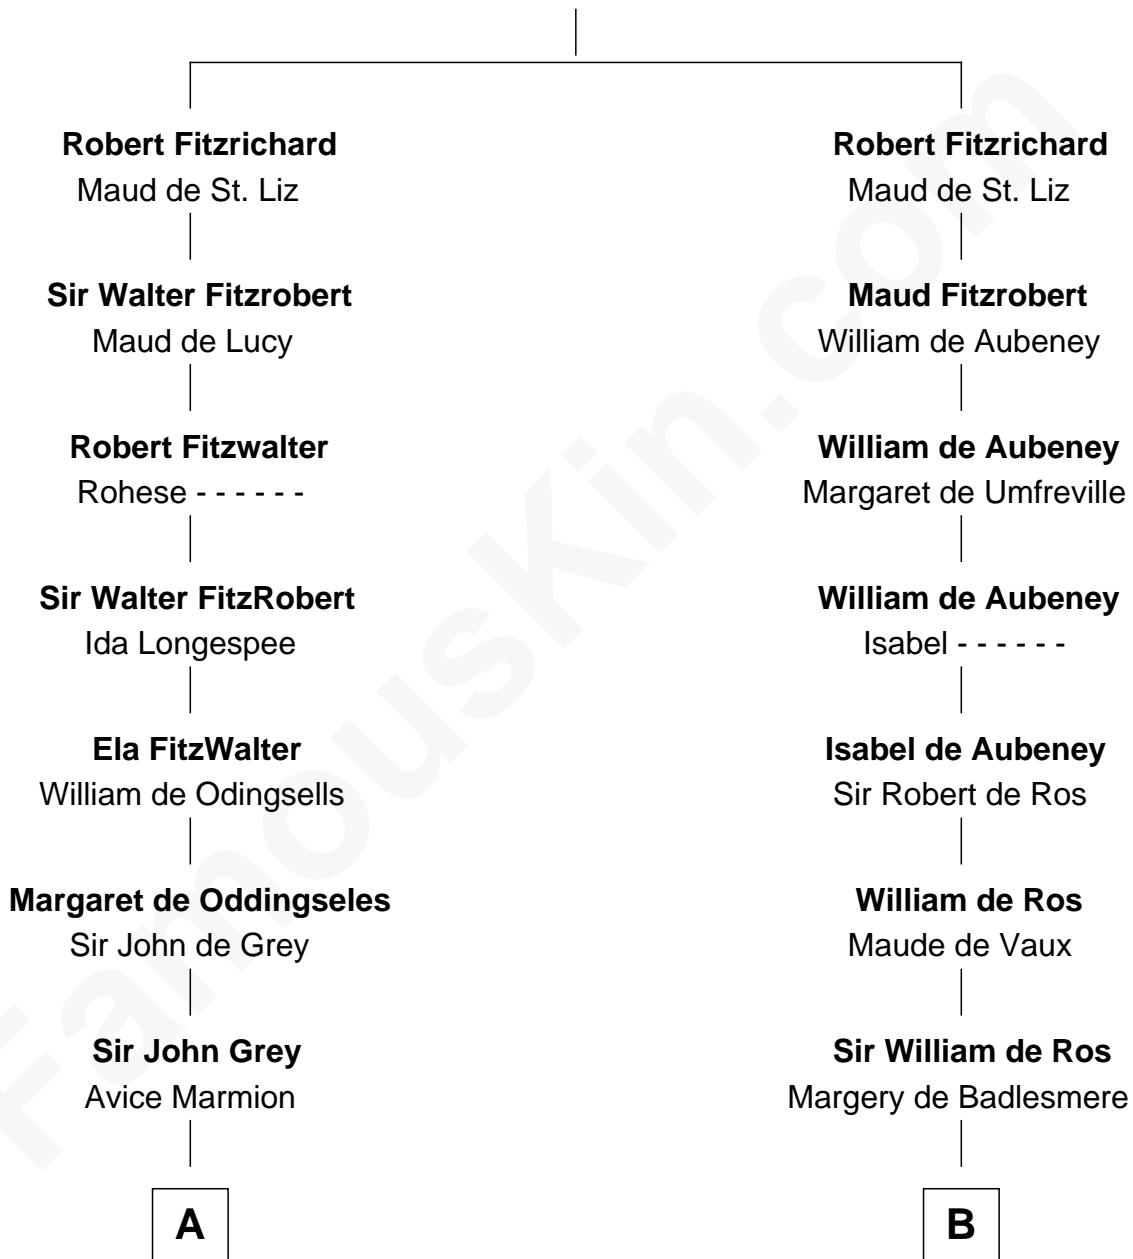 Robert Fitzrichard
Maud de St. Liz
Sir Walter Fitzrobert
Maud de Lucy
Robert Fitzwalter
Rohese - - - - - -
Sir Walter FitzRobert
Ida Longespee
Ela FitzWalter
William de Odingsells
Margaret de Oddingseles
Sir John de Grey
Sir John Grey
Avice Marmion
A
Robert Fitzrichard
Maud de St. Liz
Maud Fitzrobert
William de Aubeney
William de Aubeney
Margaret de Umfreville
William de Aubeney
Isabel - - - - - -
Isabel de Aubeney
Sir Robert de Ros
William de Ros
Maude de Vaux
Sir William de Ros
Margery de Badlesmere
B
FamousKin.com